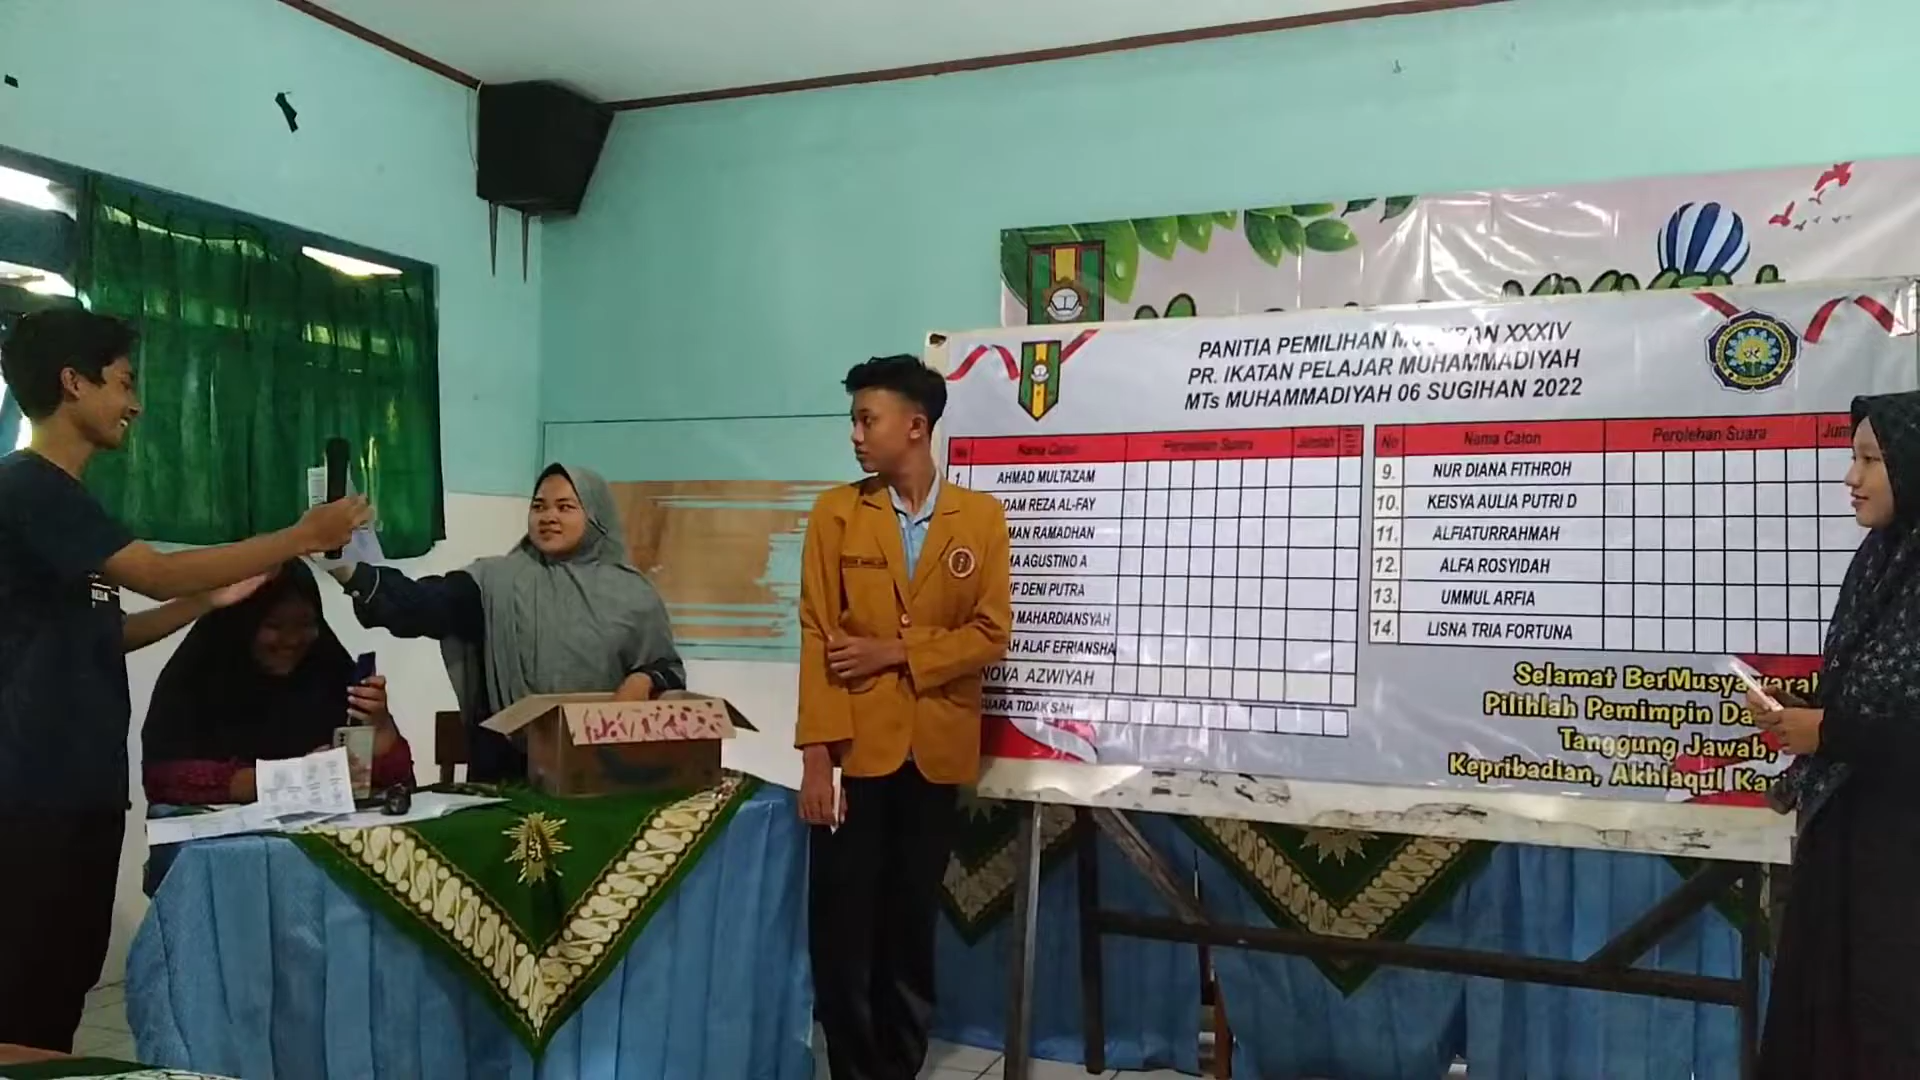 PANITIA PEMILIHAN XXXIV
PR. IKATAN PELAJAR MUHAMMADIYAH
MTs MUHAMMADIYAH 06 SUGIHAN 2022
No Nama Calon Perolehan Suara Jumlah
1. AHMAD MULTAZAM
REZA AL-FAY
RAMADHAN
AGUSTINO A
DENI PUTRA
MAHARDIANSYAH
ALAF EFRIANSHA
NOVA AZWIYAH
SUARA TIDAK SAH
No Nama Calon Perolehan Suara
9. NUR DIANA FITHROH
10. KEISYA AULIA PUTRI D
11. ALFIATURRAHMAH
12. ALFA ROSYIDAH
13. UMMUL ARFIA
14. LISNA TRIA FORTUNA
Selamat BerMusyawarah
Pilihlah Pemimpin
Tanggung Jawab,
Kepribadian, Akhlaqul